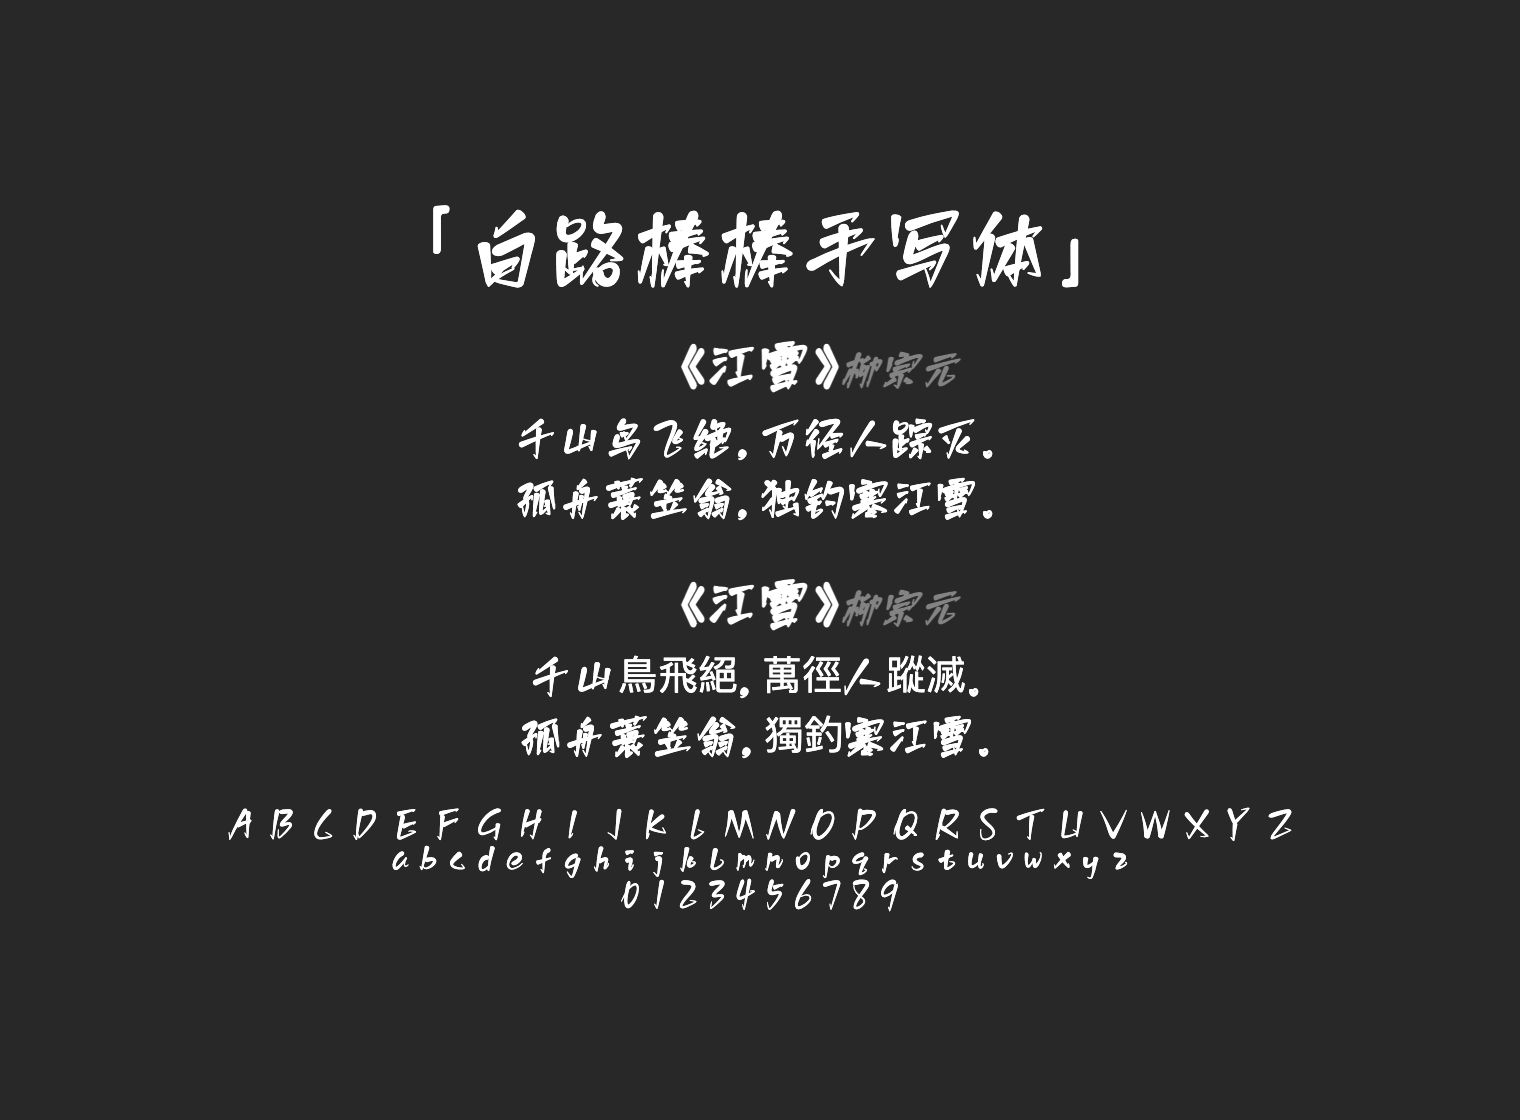 「白路棒棒手写体」
《江雪》柳宗元
千山鸟飞绝，万径人踪灭。
孤舟蓑笠翁，独钓寒江雪。
《江雪》柳宗元
千山鳥飛絕，萬徑人蹤滅。
孤舟蓑笠翁，獨釣寒江雪。
A B C D E F G H I J K L M N O P Q R S T U V W X Y Z
a b c d e f g h i j k l m n o p q r s t u v w x y z
0 1 2 3 4 5 6 7 8 9